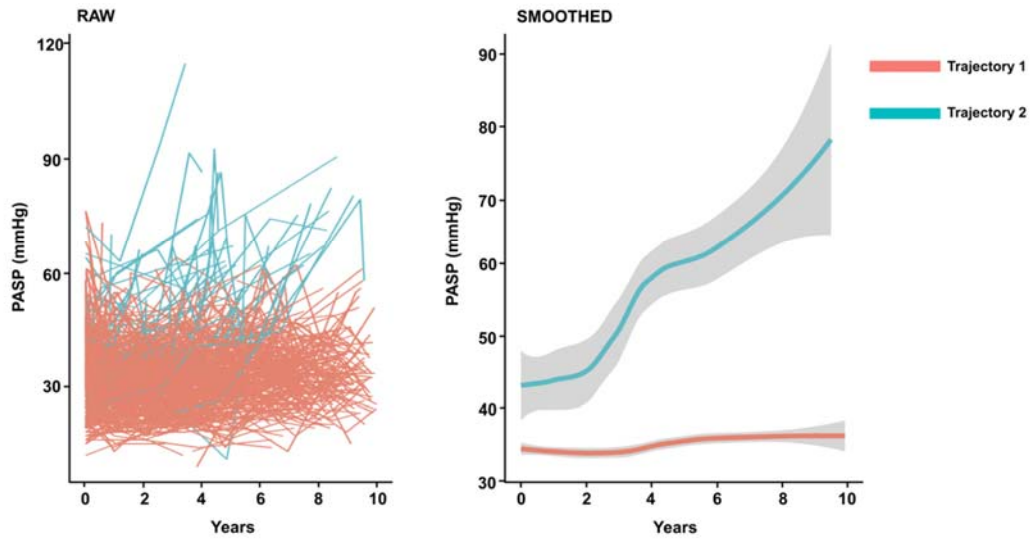 RAW
120
90
60
30
PASP (mmHg)
0 2 4 6 8 10
Years
SMOOTHED
90
80
70
60
50
40
30
PASP (mmHg)
0 2 4 6 8 10
Years
Trajectory 1
Trajectory 2